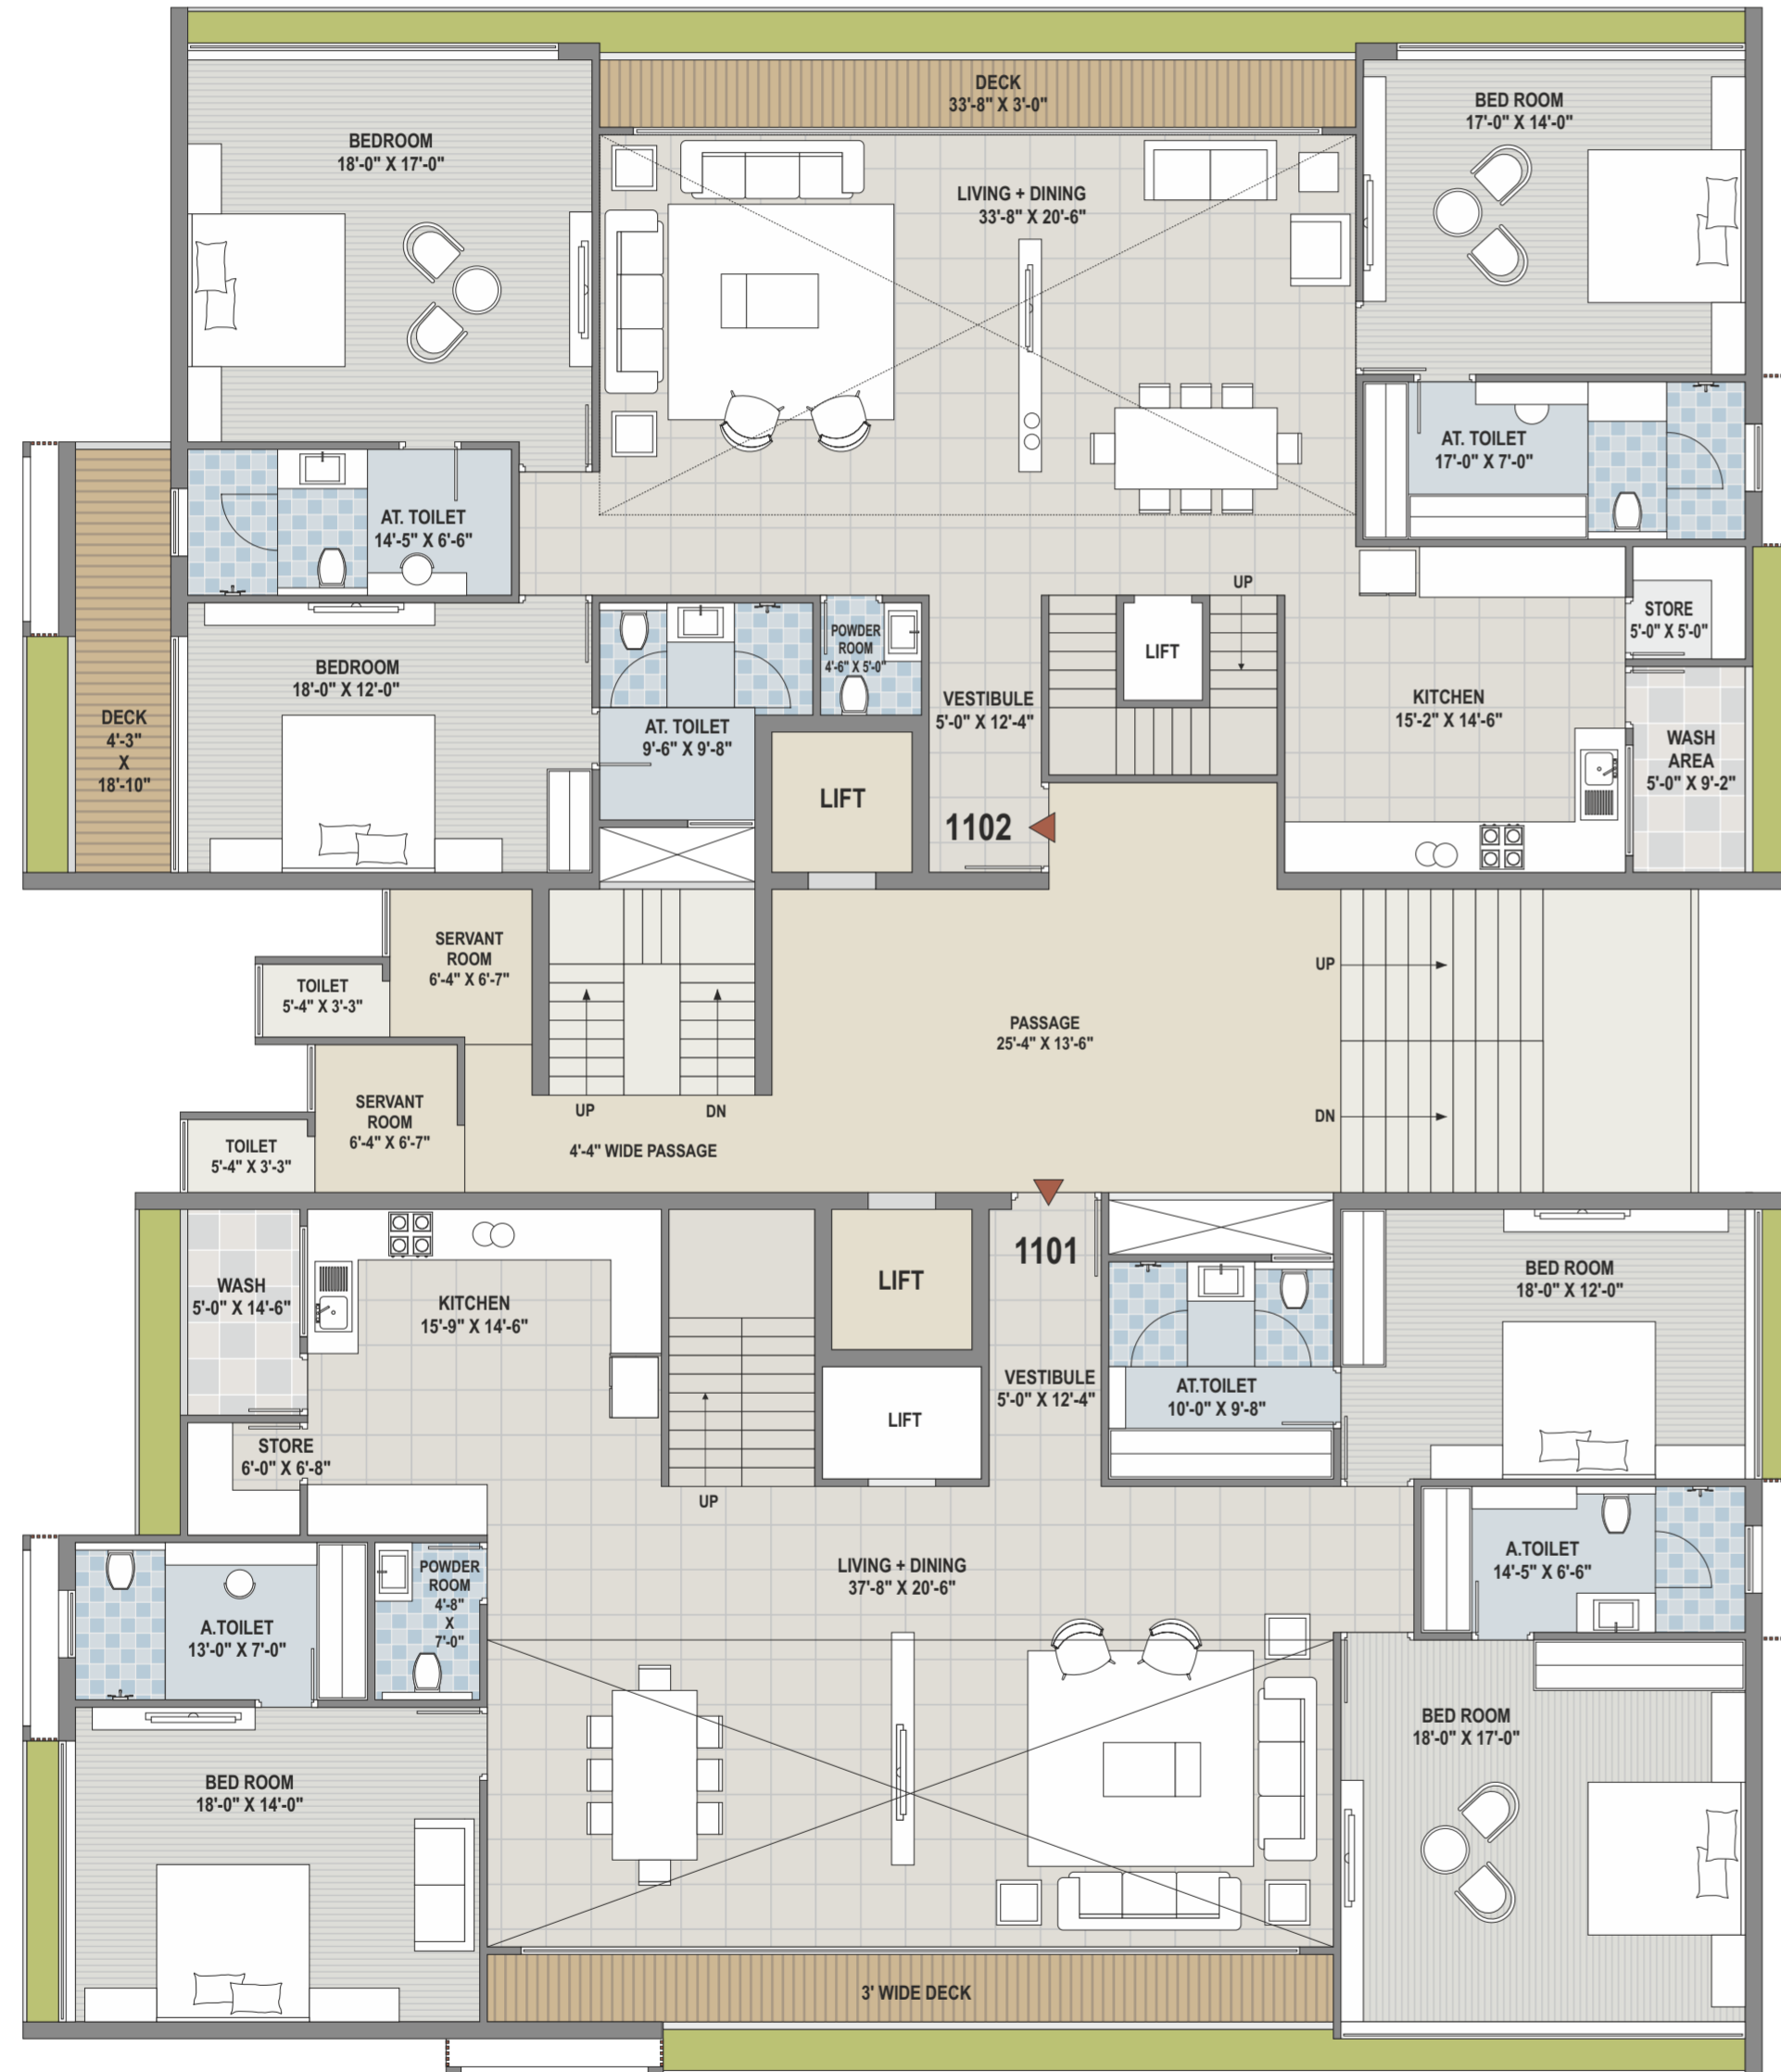 DECK
33'-8" X 3'-0"
BED ROOM
17'-0" X 14'-0"
BEDROOM
18'-0" X 17'-0"
LIVING + DINING
33'-8" X 20'-6"
AT. TOILET
17'-0" X 7'-0"
AT. TOILET
14'-5" X 6'-6"
UP
STORE
5'-0" X 5'-0"
POWDER
ROOM
4'-6" X 5'-0"
LIFT
BEDROOM
18'-0" X 12'-0"
VESTIBULE
5'-0" X 12'-4"
KITCHEN
15'-2" X 14'-6"
DECK
4'-3"
X
18'-10"
AT. TOILET
9'-6" X 9'-8"
WASH
AREA
5'-0" X 9'-2"
LIFT
1102
SERVANT
ROOM
6'-4" X 6'-7"
UP
TOILET
5'-4" X 3'-3"
PASSAGE
25'-4" X 13'-6"
SERVANT
ROOM
6'-4" X 6'-7"
UP
DN
DN
TOILET
5'-4" X 3'-3"
4'-4" WIDE PASSAGE
1101
WASH
5'-0" X 14'-6"
KITCHEN
15'-9" X 14'-6"
LIFT
BED ROOM
18'-0" X 12'-0"
VESTIBULE
5'-0" X 12'-4"
AT.TOILET
10'-0" X 9'-8"
LIFT
STORE
6'-0" X 6'-8"
UP
LIVING + DINING
37'-8" X 20'-6"
POWDER
ROOM
4'-8"
X
7'-0"
A.TOILET
14'-5" X 6'-6"
A.TOILET
13'-0" X 7'-0"
BED ROOM
18'-0" X 17'-0"
BED ROOM
18'-0" X 14'-0"
3' WIDE DECK